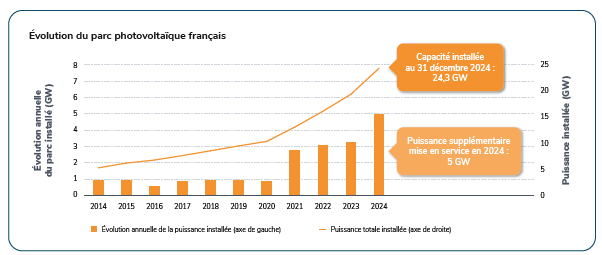 Évolution du parc photovoltaïque français
Évolution annuelle
du parc installé (GW)
8
7
6
5
4
3
2
1
0
Capacité installée
au 31 décembre 2024 :
24,3 GW
Puissance supplémentaire
mise en service en 2024 :
5 GW
25
20
15
10
5
0
Puissance installée (GW)
2014 2015 2016 2017 2018 2019 2020 2021 2022 2023 2024
Évolution annuelle de la puissance installée (axe de gauche)
Puissance totale installée (axe de droite)